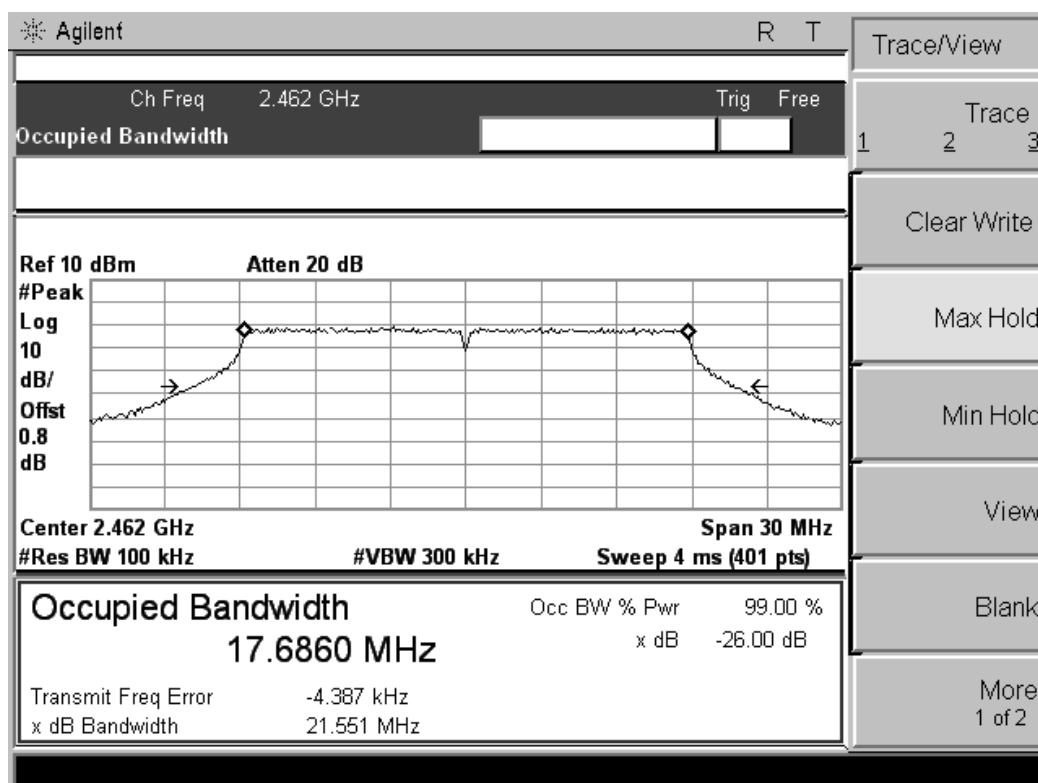 Agilent R T
Trace/View
Ch Freq 2.462 GHz Trig Free
Occupied Bandwidth
Trace
1 2 3
Clear Write
Max Hold
Min Hold
View
Blank
More
1 of 2
Ref 10 dBm Atten 20 dB
#Peak
Log
10
dB/
Offst
0.8
dB
Center 2.462 GHz Span 30 MHz
#Res BW 100 kHz #VBW 300 kHz Sweep 4 ms (401 pts)
Occupied Bandwidth
17.6860 MHz
Occ BW % Pwr 99.00 %
x dB -26.00 dB
Transmit Freq Error -4.387 kHz
x dB Bandwidth 21.551 MHz